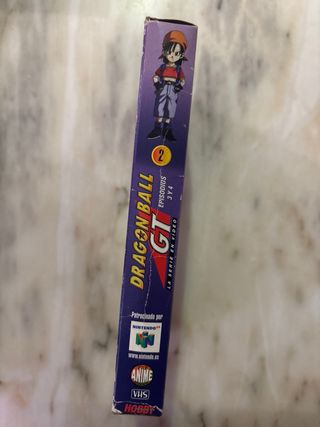 2
DRAGON BALL
GT
EPISODIOS
3 Y 4
LA SERIE EN VIDEO
Patrocinado por
NINTENDO 64
N
www.nintendo.es
ANIME
VHS
HOBBY